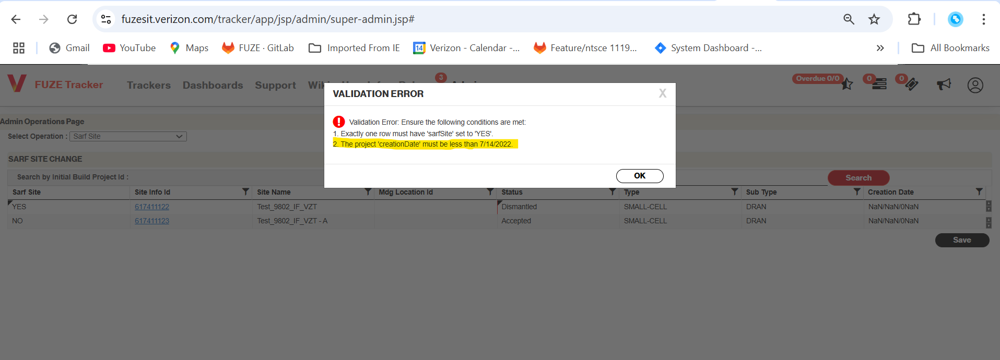 fuzesit.verizon.com/tracker/app/jsp/admin/super-admin.jsp#
Gmail YouTube Maps FUZE · GitLab Imported From IE 14 Verizon - Calendar -... Feature/ntsce 1119... System Dashboard -... » All Bookmarks
FUZE Tracker Trackers Dashboards Support 3 Overdue 0/0 0 0
VALIDATION ERROR X
Validation Error: Ensure the following conditions are met:
1. Exactly one row must have 'sarfSite' set to 'YES'.
2. The project 'creationDate' must be less than 7/14/2022.
OK
Admin Operations Page
Select Operation : Sarf Site
SARF SITE CHANGE
Search by Initial Build Project Id : Search
Sarf Site Site Info Id Site Name Mdg Location Id Status Type Sub Type Creation Date
YES 617411122 Test_9802_IF_VZT Dismantled SMALL-CELL DRAN NaN/NaN/0NaN
NO 617411123 Test_9802_IF_VZT - A Accepted SMALL-CELL DRAN NaN/NaN/0NaN
Save